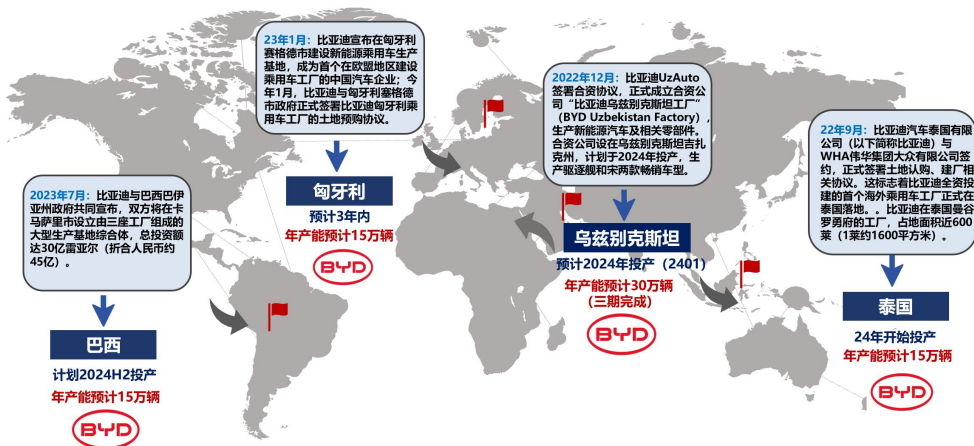 23年1月：比亚迪宣布在匈牙利
赛格德市建设新能源乘用车生产
基地，成为首个在欧盟地区建设
乘用车工厂的中国汽车企业；今
年1月，比亚迪与匈牙利塞格德
市政府正式签署比亚迪匈牙利乘
用车工厂的土地预购协议。
匈牙利
预计3年内
年产能预计15万辆
BYD
2022年12月：比亚迪UzAuto
签署合资协议，正式成立合资公
司“比亚迪乌兹别克斯坦工厂”
（BYD Uzbekistan Factory），
生产新能源汽车及相关零部件。
合资公司设在乌兹别克斯坦吉扎
克州，计划于2024年投产，生
产驱逐舰和宋两款畅销车型。
乌兹别克斯坦
预计2024年投产（2401）
年产能预计30万辆
（三期完成）
BYD
22年9月：比亚迪汽车泰国有限
公司（以下简称比亚迪）与
WHA伟华集团大众有限公司签
约，正式签署土地认购、建厂相
关协议。这标志着比亚迪全资投
建的首个海外乘用车工厂正式在
泰国落地。。比亚迪在泰国曼谷
罗勇府的工厂，占地面积近600
莱（1莱约1600平方米）。
泰国
24年开始投产
年产能预计15万辆
BYD
2023年7月：比亚迪与巴西巴伊
亚州政府共同宣布，双方将在卡
马萨里市设立由三座工厂组成的
大型生产基地综合体，总投资额
达30亿雷亚尔（折合人民币约
45亿）。
巴西
计划2024H2投产
年产能预计15万辆
BYD